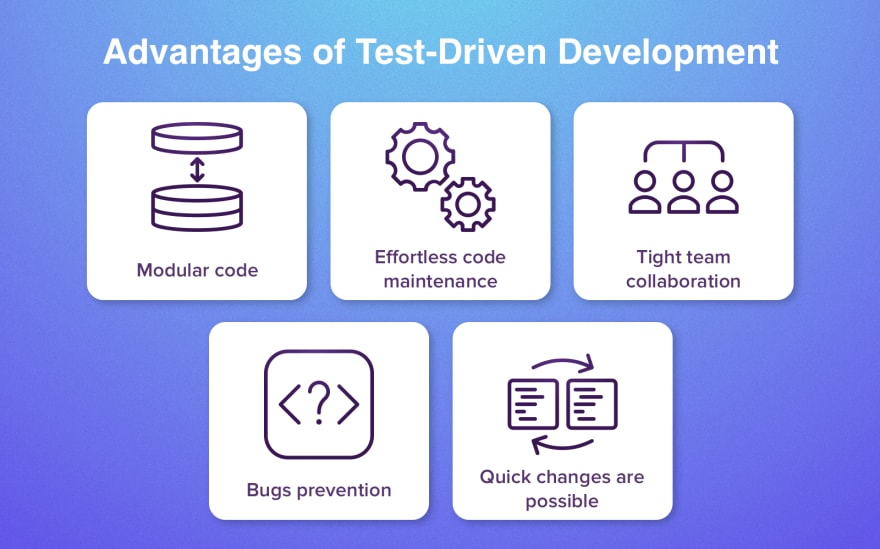 Advantages of Test-Driven Development
Modular code
Effortless code
maintenance
Tight team
collaboration
<?>
Bugs prevention
Quick changes are
possible